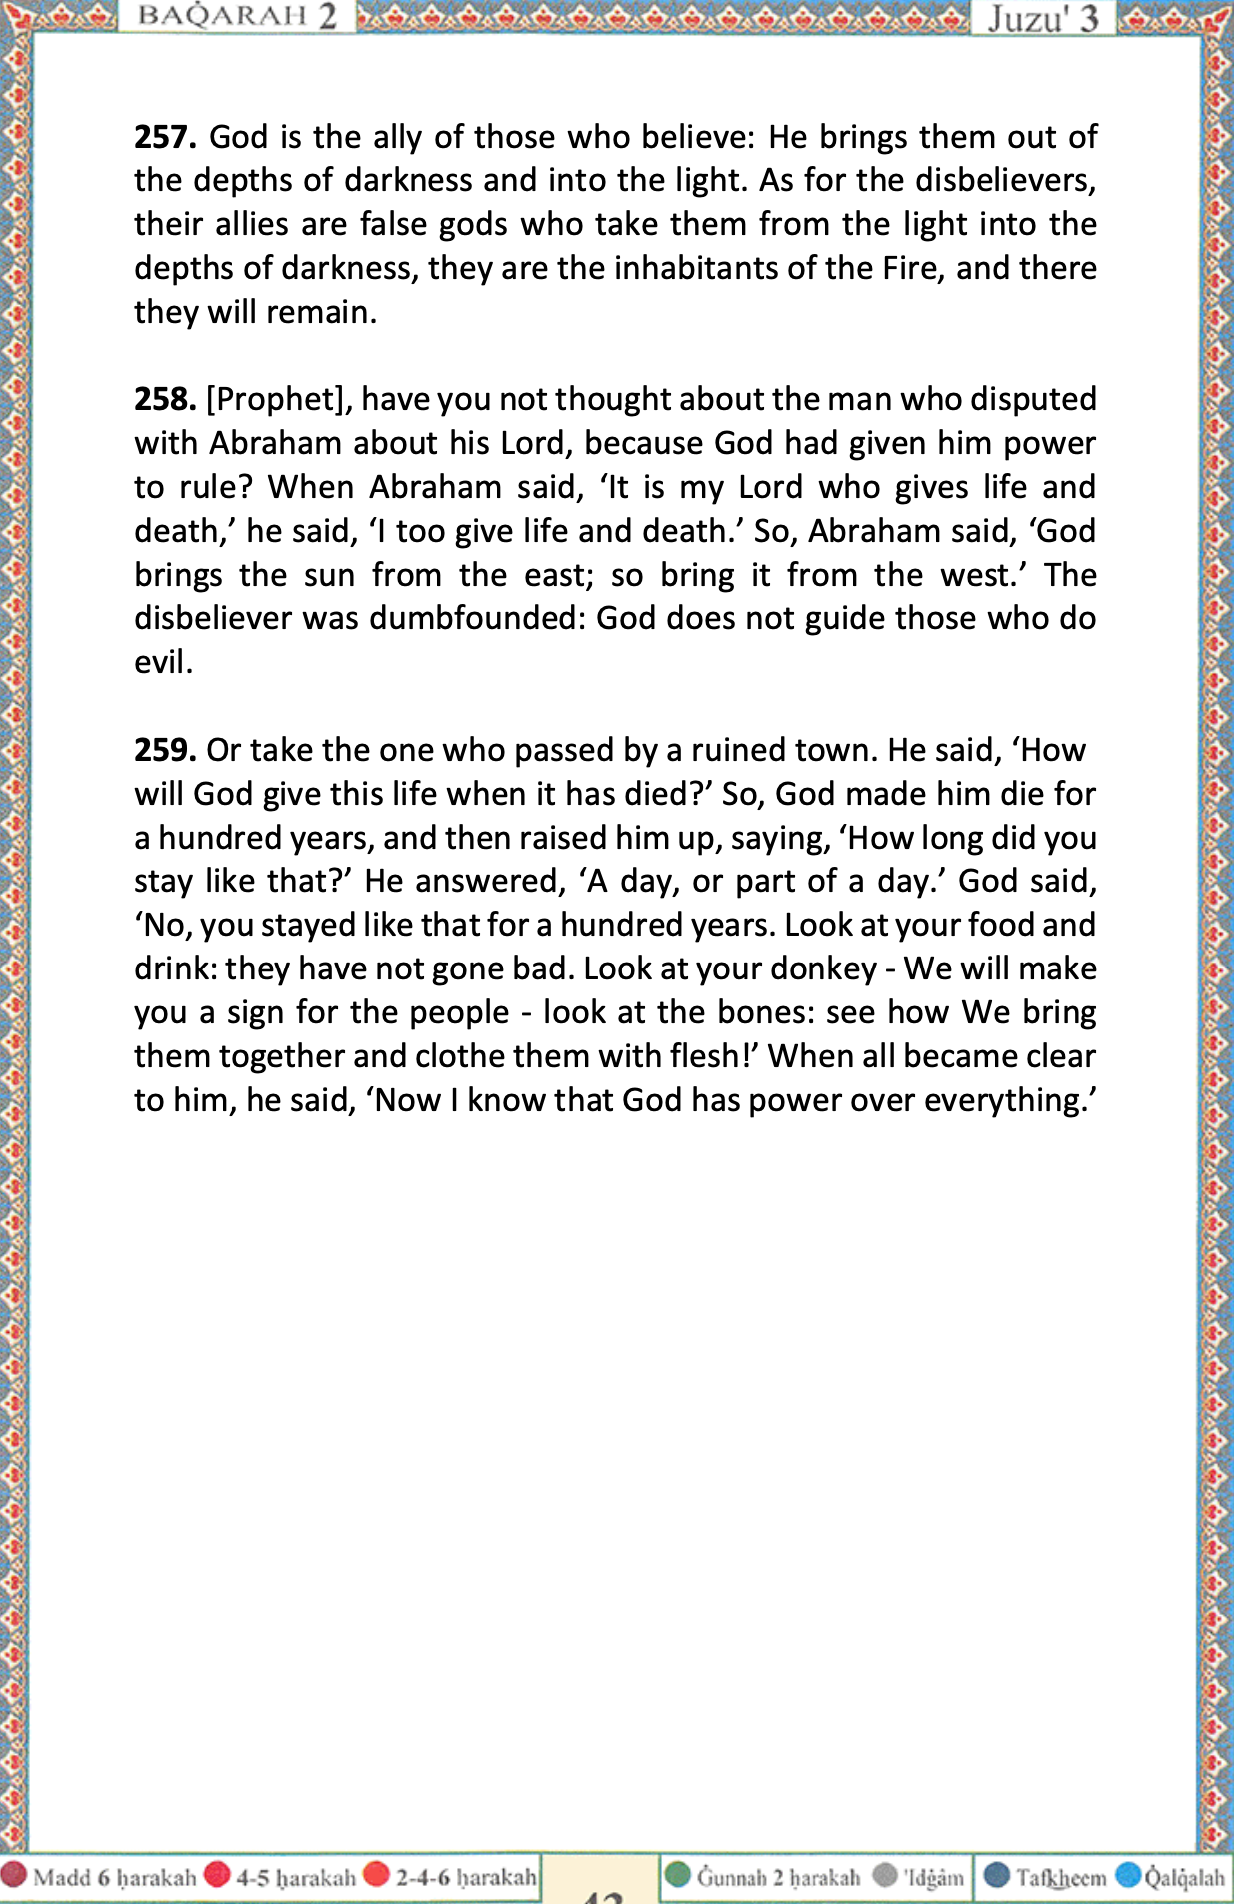 BAQ̇ARAH 2
Juzu' 3
257. God is the ally of those who believe: He brings them out of
the depths of darkness and into the light. As for the disbelievers,
their allies are false gods who take them from the light into the
depths of darkness, they are the inhabitants of the Fire, and there
they will remain.
258. [Prophet], have you not thought about the man who disputed
with Abraham about his Lord, because God had given him power
to rule? When Abraham said, ‘It is my Lord who gives life and
death,’ he said, ‘I too give life and death.’ So, Abraham said, ‘God
brings the sun from the east; so bring it from the west.’ The
disbeliever was dumbfounded: God does not guide those who do
evil.
259. Or take the one who passed by a ruined town. He said, ‘How
will God give this life when it has died?’ So, God made him die for
a hundred years, and then raised him up, saying, ‘How long did you
stay like that?’ He answered, ‘A day, or part of a day.’ God said,
‘No, you stayed like that for a hundred years. Look at your food and
drink: they have not gone bad. Look at your donkey - We will make
you a sign for the people - look at the bones: see how We bring
them together and clothe them with flesh!’ When all became clear
to him, he said, ‘Now I know that God has power over everything.’
Madd 6 ḥarakah 4-5 ḥarakah 2-4-6 ḥarakah
Ġunnah 2 ḥarakah 'Idġâm Tafk͟heem Q̇alq̇alah